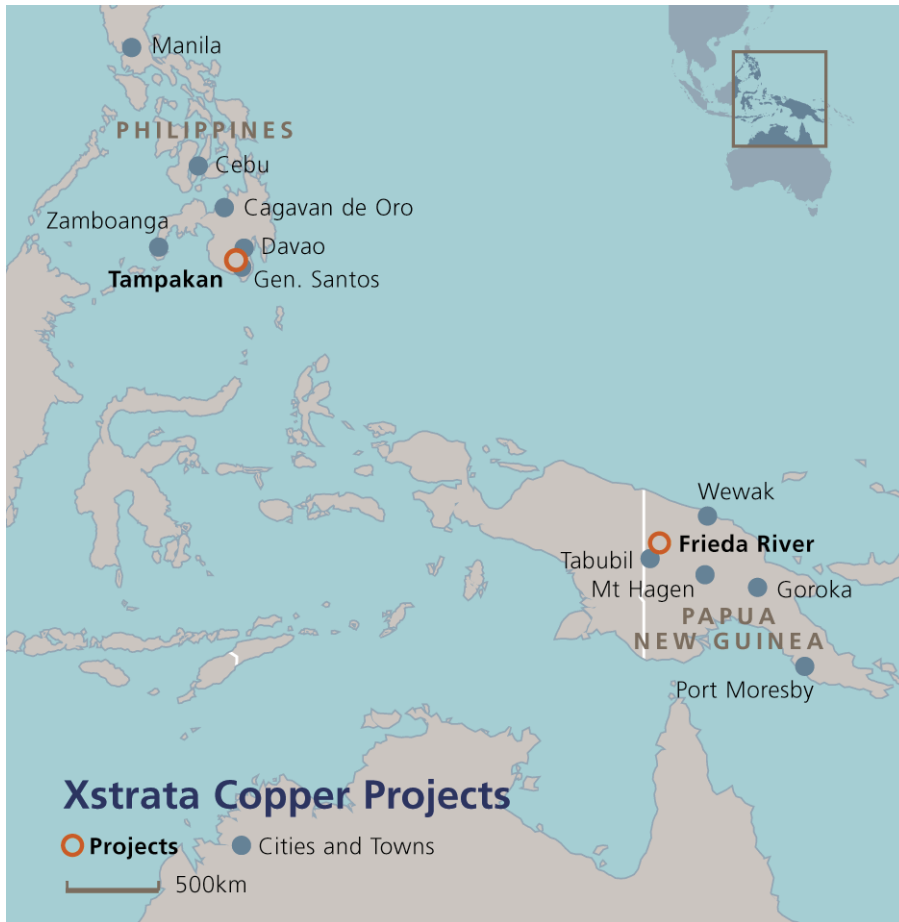 Manila
PHILIPPINES
Cebu
Cagavan de Oro
Zamboanga
Davao
Tampakan
Gen. Santos
Wewak
Frieda River
Tabubil
Mt Hagen
Goroka
PAPUA
NEW GUINEA
Port Moresby
Xstrata Copper Projects
Projects
Cities and Towns
500km